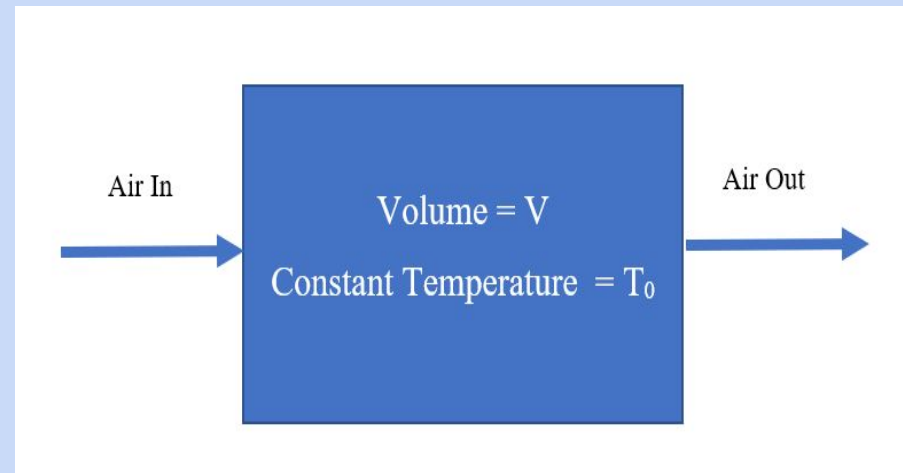 Air In
Air Out
Volume = V
Constant Temperature = T₀